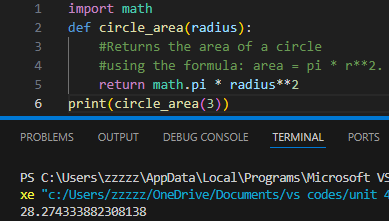 1 import math
2 def circle_area(radius):
3 #Returns the area of a circle
4 #using the formula: area = pi * r**2.
5 return math.pi * radius**2
6 print(circle_area(3))
PROBLEMS OUTPUT DEBUG CONSOLE TERMINAL PORTS
PS C:\Users\zzzzz\AppData\Local\Programs\Microsoft VS
xe "c:/Users/zzzzz/OneDrive/Documents/vs codes/unit 4
28.274333882308138